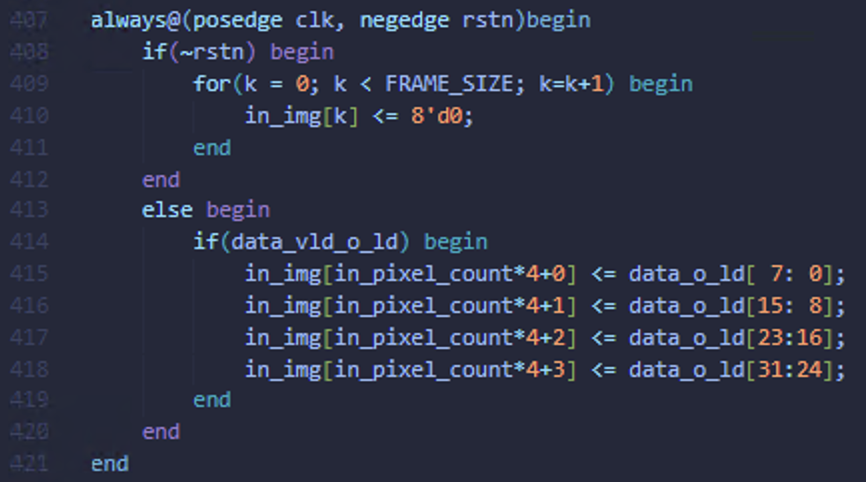 407 always@(posedge clk, negedge rstn)begin
408 if(~rstn) begin
409 for(k = 0; k < FRAME_SIZE; k=k+1) begin
410 in_img[k] <= 8'd0;
411 end
412 end
413 else begin
414 if(data_vld_o_ld) begin
415 in_img[in_pixel_count*4+0] <= data_o_ld[ 7: 0];
416 in_img[in_pixel_count*4+1] <= data_o_ld[15: 8];
417 in_img[in_pixel_count*4+2] <= data_o_ld[23:16];
418 in_img[in_pixel_count*4+3] <= data_o_ld[31:24];
419 end
420 end
421 end